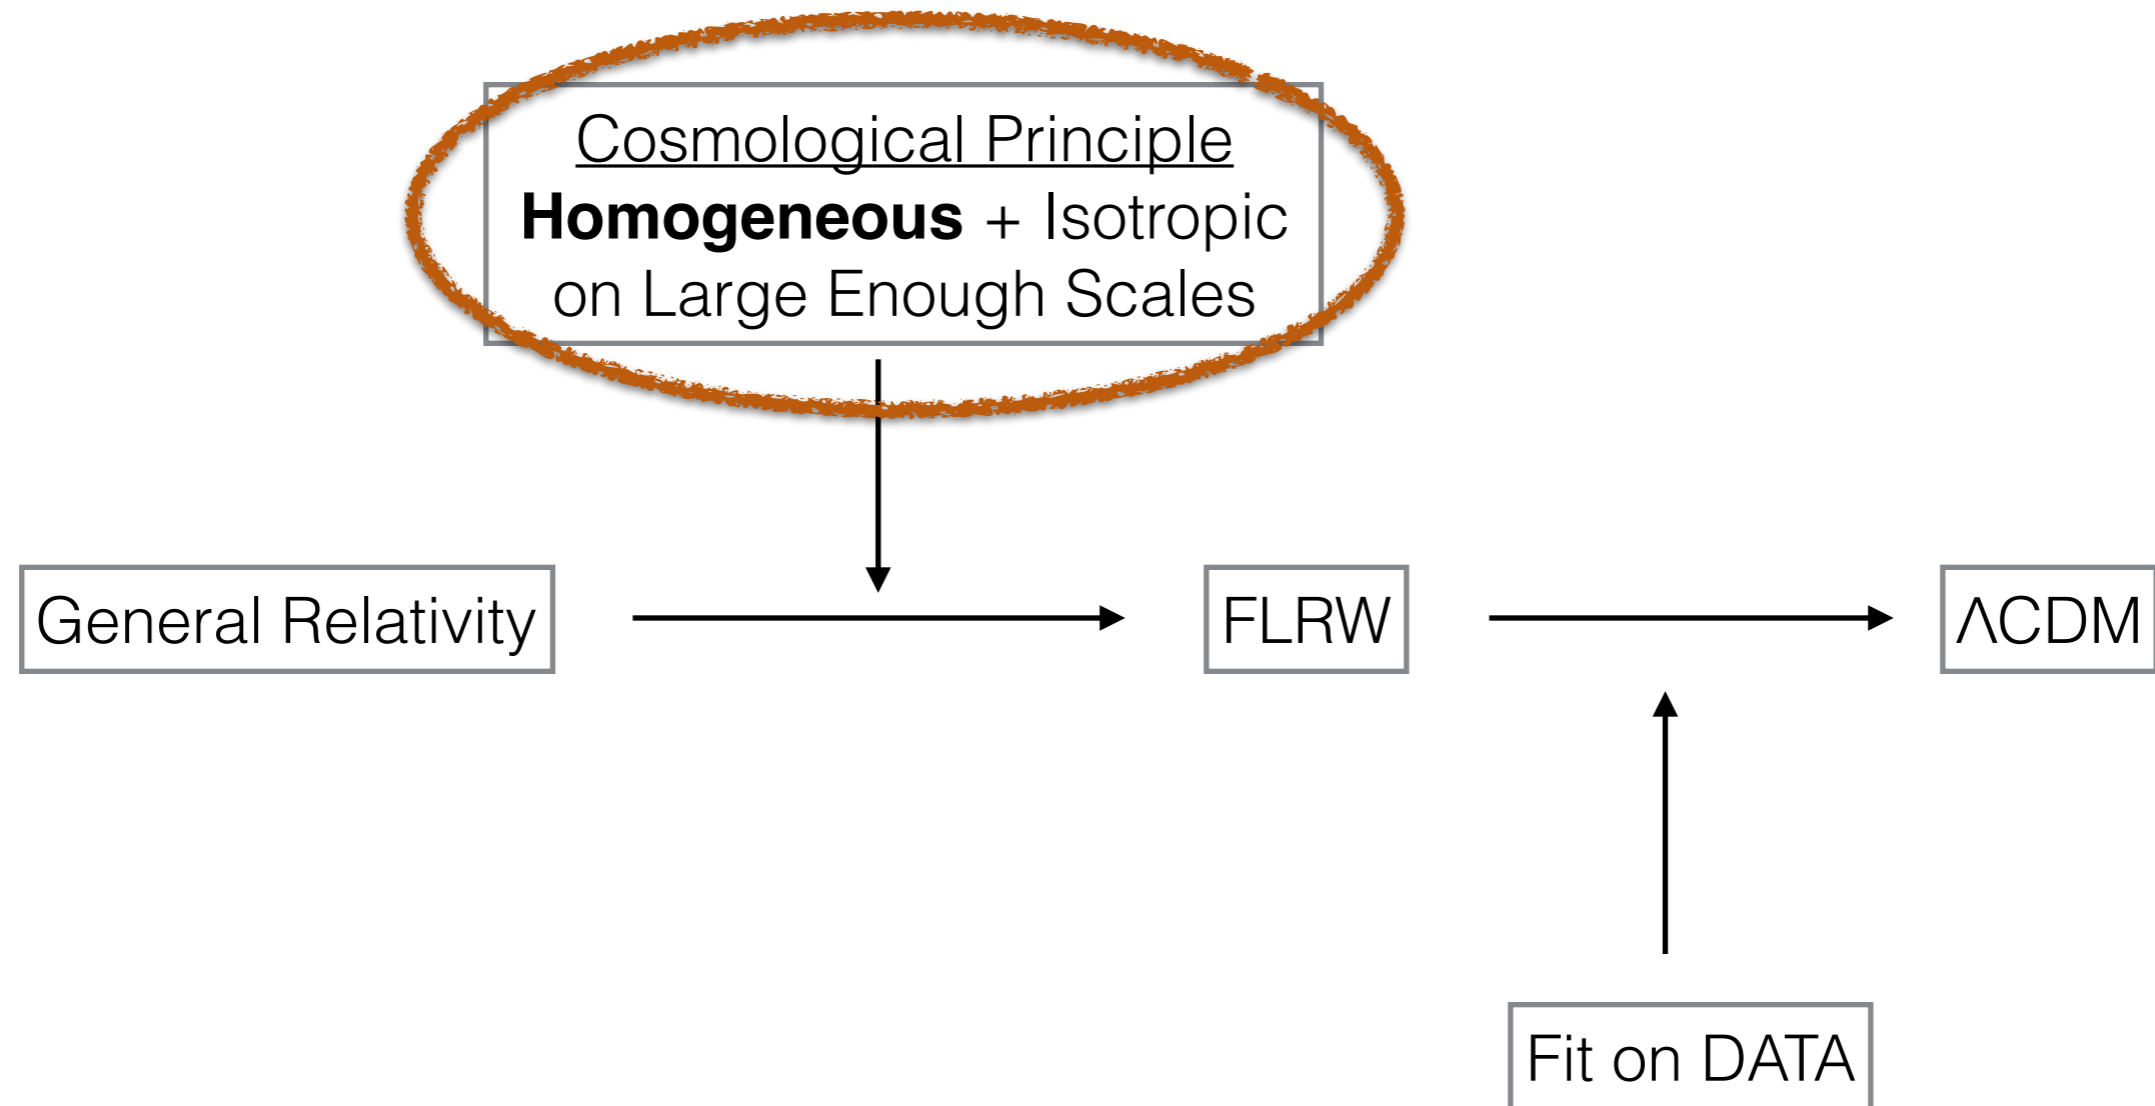 Cosmological Principle
Homogeneous + Isotropic
on Large Enough Scales
General Relativity
FLRW
ΛCDM
Fit on DATA